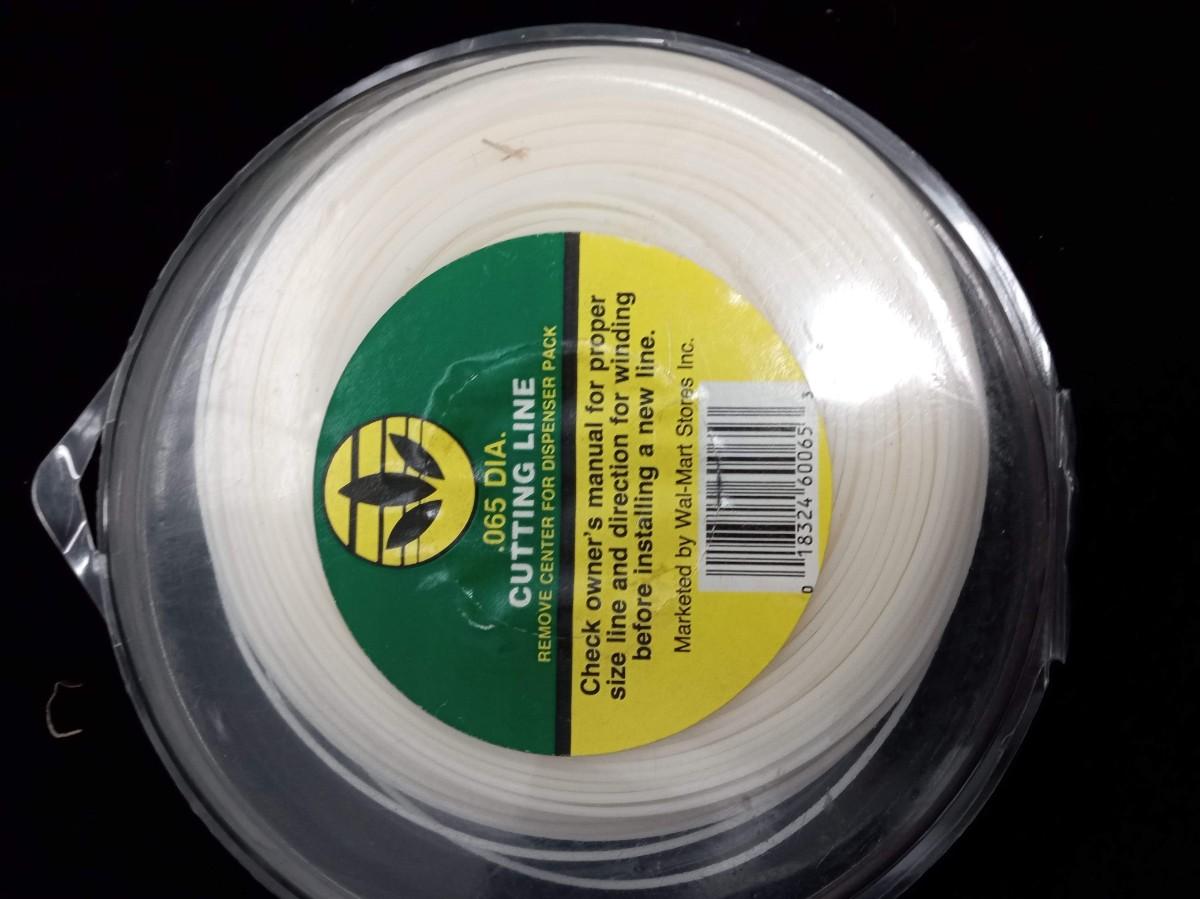 .065 DIA.
CUTTING LINE
REMOVE CENTER FOR DISPENSER PACK
Check owner's manual for proper
size line and direction for winding
before installing a new line.
Marketed by Wal-Mart Stores Inc.
0 18324 60065 3